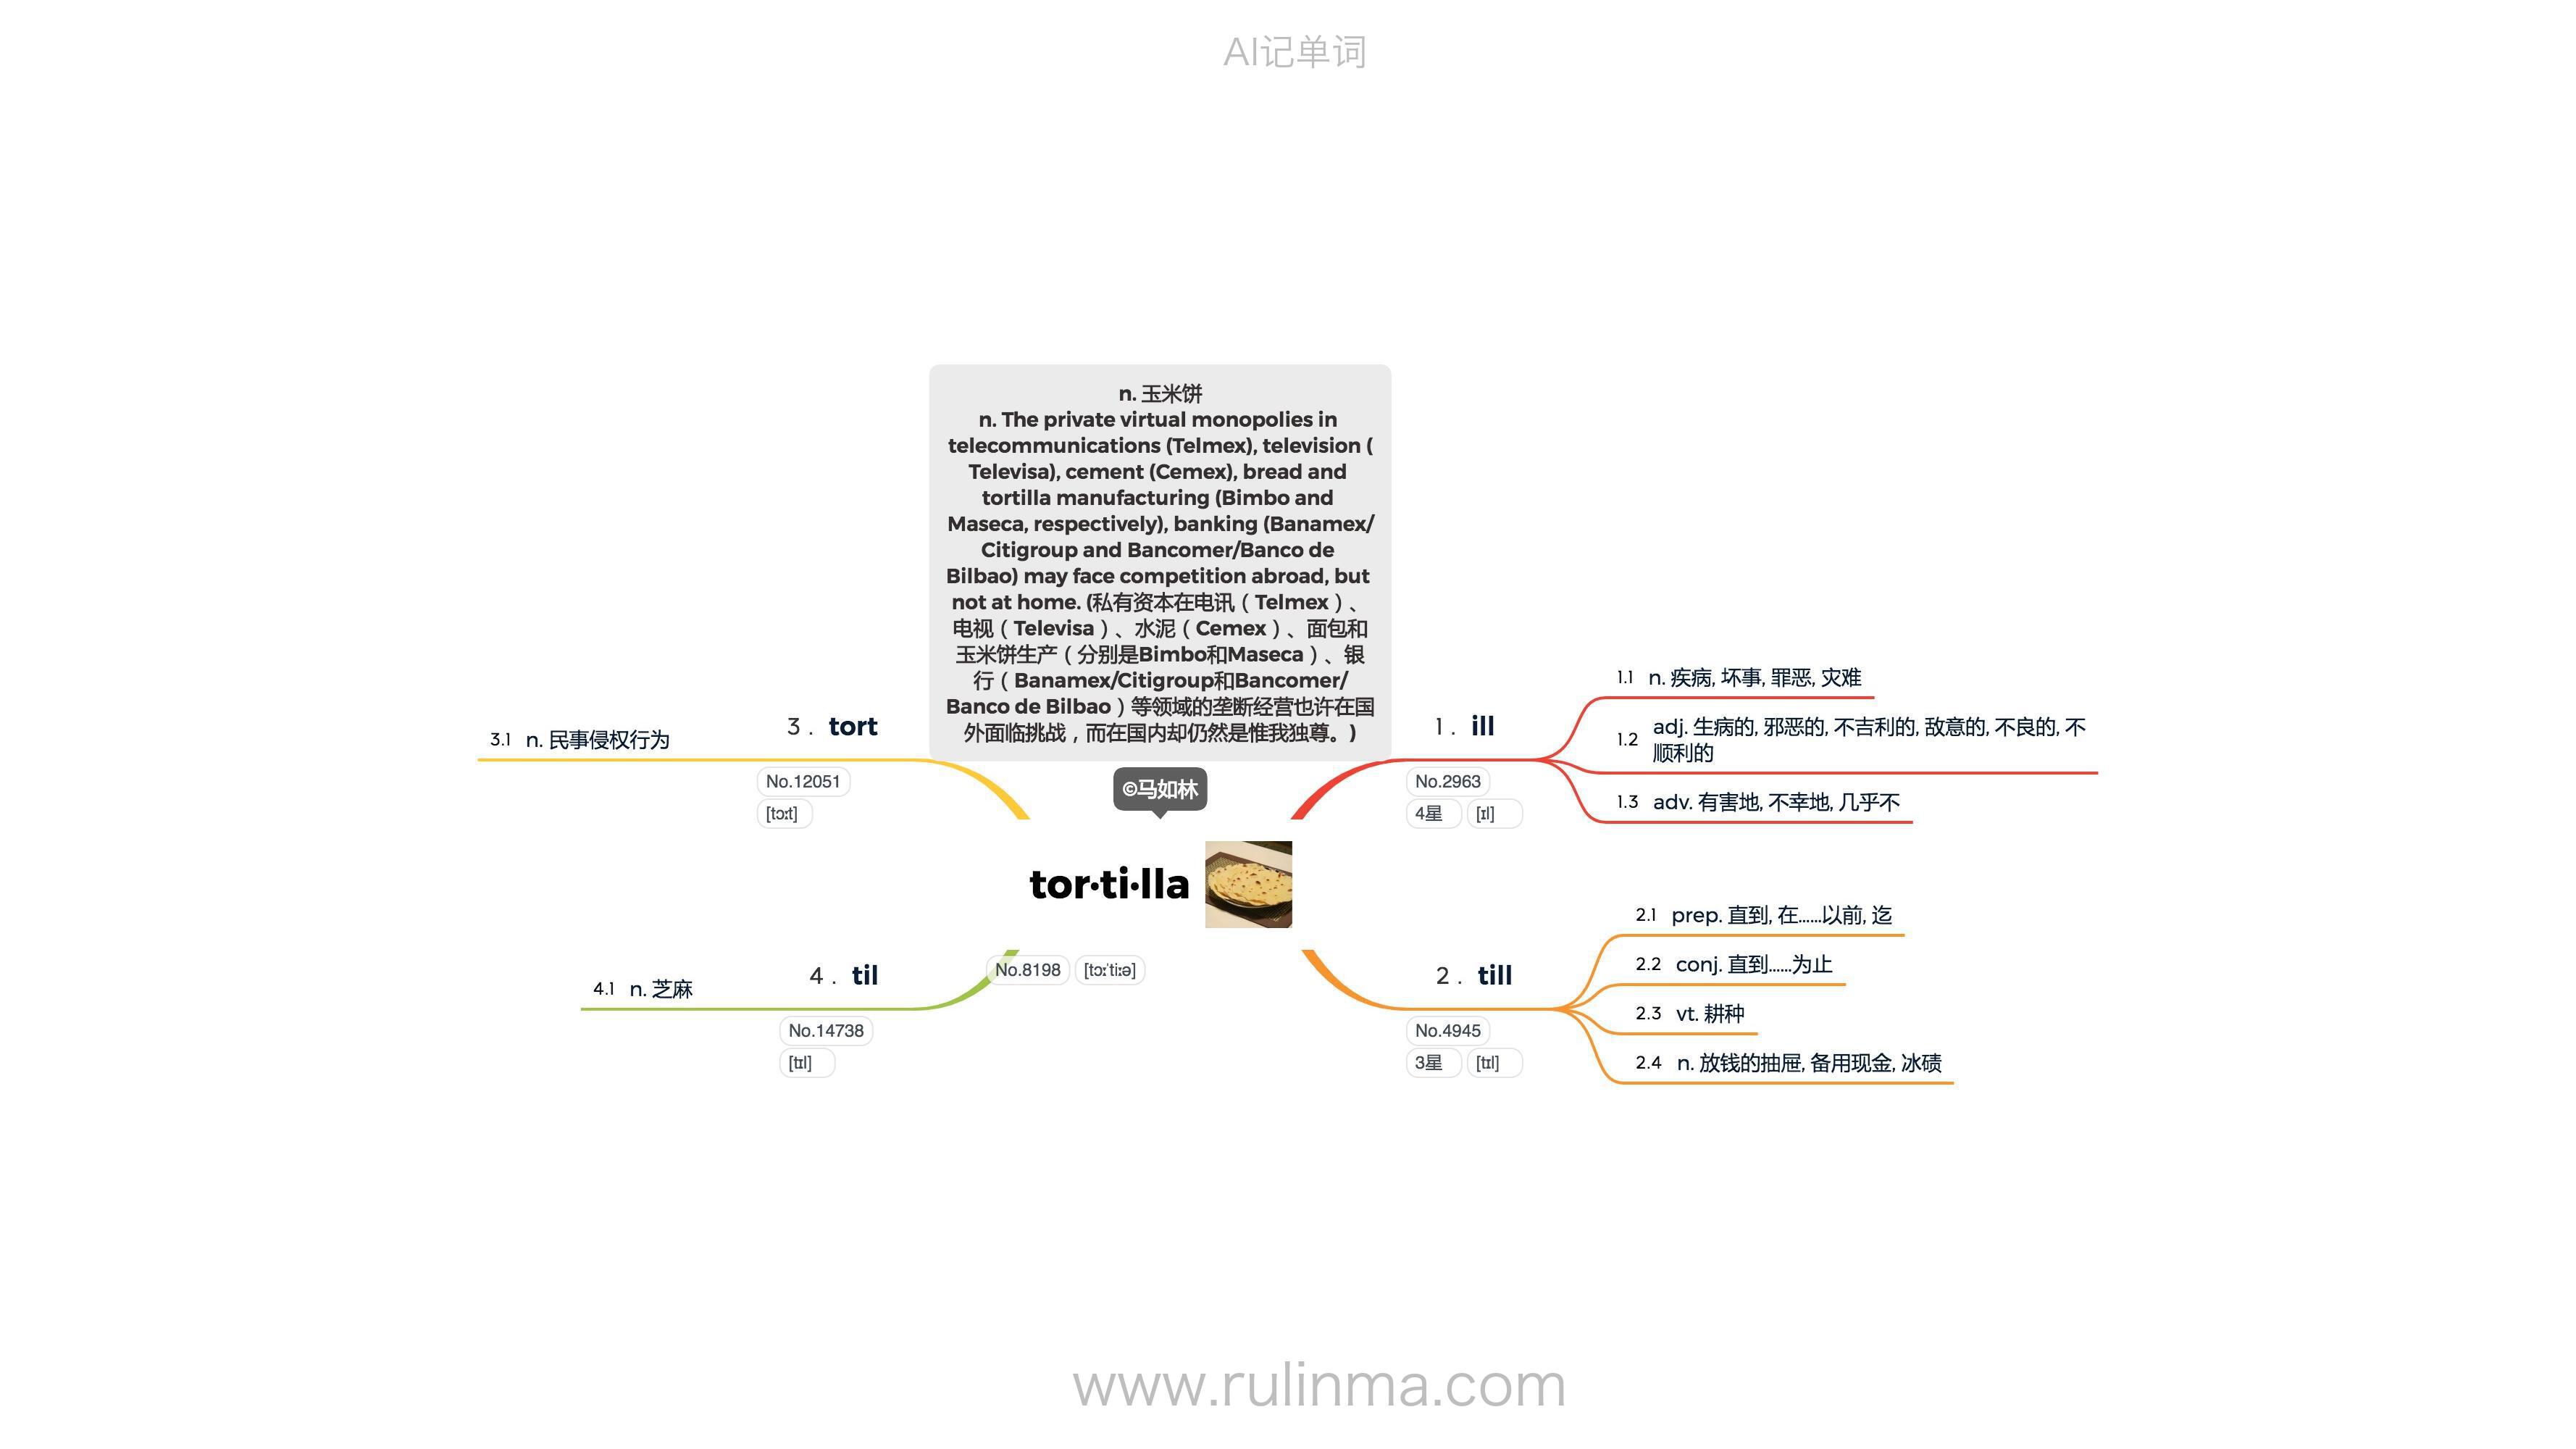 AI记单词
n. 玉米饼
n. The private virtual monopolies in
telecommunications (Telmex), television (
Televisa), cement (Cemex), bread and
tortilla manufacturing (Bimbo and
Maseca, respectively), banking (Banamex/
Citigroup and Bancomer/Banco de
Bilbao) may face competition abroad, but
not at home. (私有资本在电讯（Telmex）、
电视（Televisa）、水泥（Cemex）、面包和
玉米饼生产（分别是Bimbo和Maseca）、银
行（Banamex/Citigroup和Bancomer/
Banco de Bilbao）等领域的垄断经营也许在国
外面临挑战，而在国内却仍然是惟我独尊。)
©马如林
tor·ti·lla
No.8198 [tɔːˈtiːə]
1. ill
No.2963
4星 [ɪl]
1.1 n. 疾病, 坏事, 罪恶, 灾难
1.2 adj. 生病的, 邪恶的, 不吉利的, 敌意的, 不良的, 不
顺利的
1.3 adv. 有害地, 不幸地, 几乎不
2. till
No.4945
3星 [tɪl]
2.1 prep. 直到, 在……以前, 迄
2.2 conj. 直到……为止
2.3 vt. 耕种
2.4 n. 放钱的抽屉, 备用现金, 冰碛
3. tort
No.12051
[tɔːt]
3.1 n. 民事侵权行为
4. til
No.14738
[tɪl]
4.1 n. 芝麻
www.rulinma.com